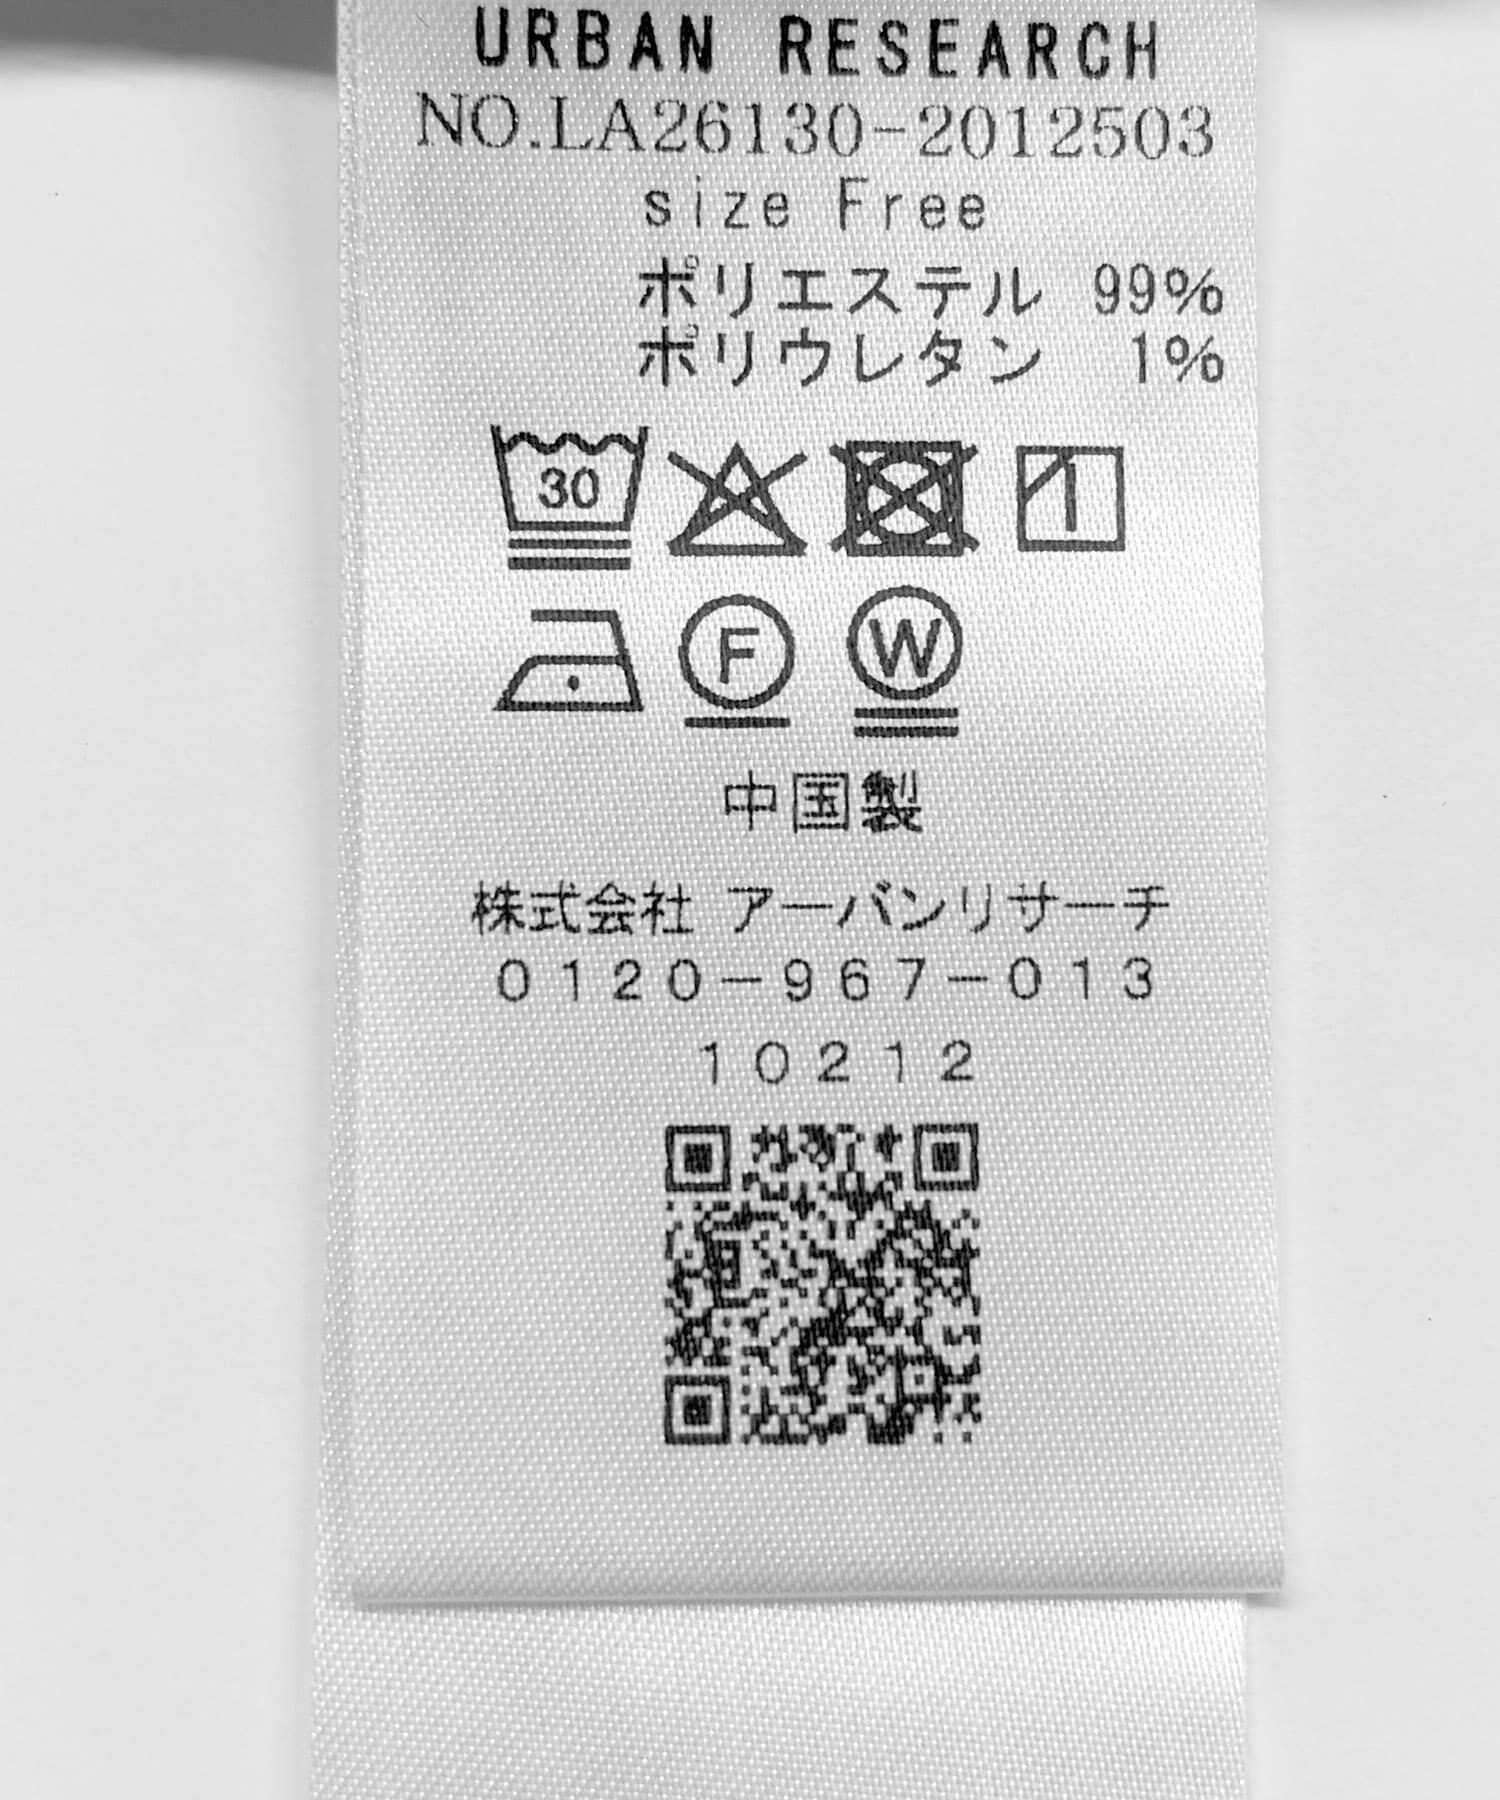 URBAN RESEARCH
NO.LA26130-2012503
size Free
ポリエステル 99%
ポリウレタン 1%
30
F W
中国製
株式会社 アーバンリサーチ
0120-967-013
10212